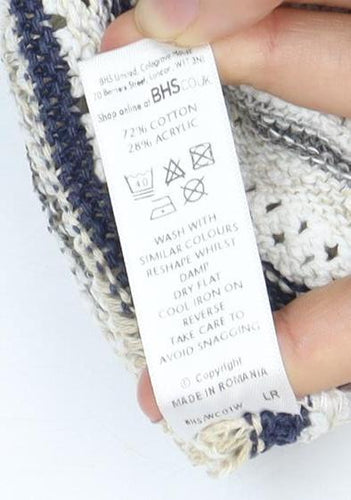 BHS Limited, Colegrave House
70 Berners Street, London W1T 3NL
Shop online at BHS.CO.UK
72% COTTON
28% ACRYLIC
40
WASH WITH
SIMILAR COLOURS
RESHAPE WHILST
DAMP
DRY FLAT
COOL IRON ON
REVERSE
TAKE CARE TO
AVOID SNAGGING
© Copyright
MADE IN ROMANIA
LR
BHS/WC01W